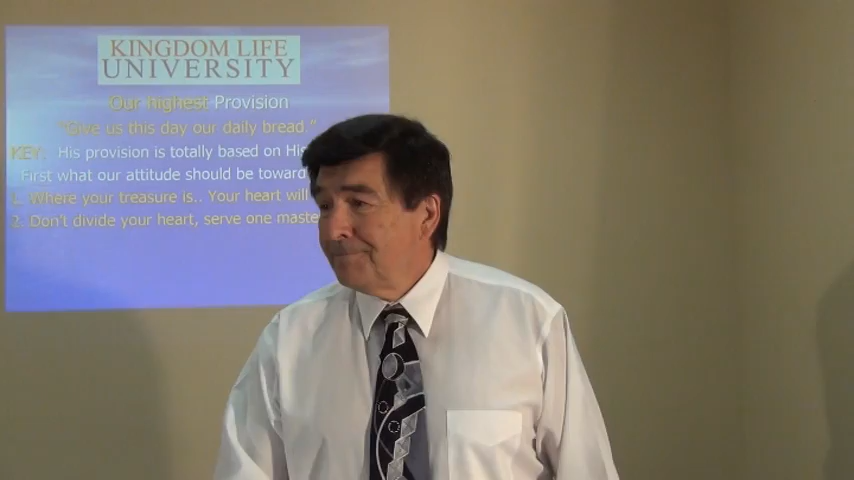 KINGDOM LIFE
UNIVERSITY
Our highest Provision
"Give us this day our daily bread."
KEY: His provision is totally based on His
First what our attitude should be toward
1. Where your treasure is.. Your heart will
2. Don't divide your heart, serve one maste